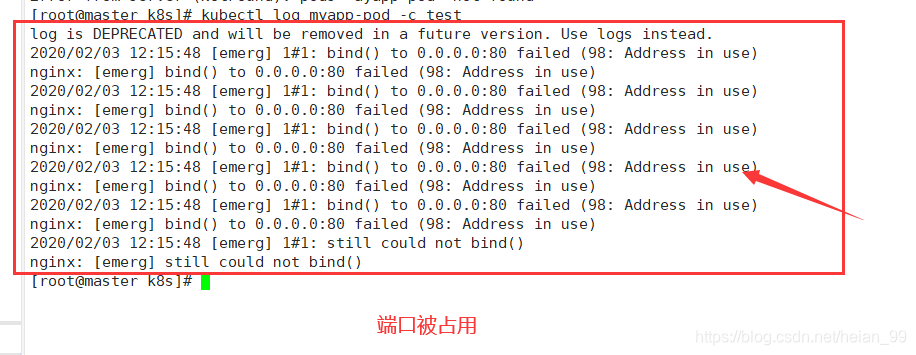 [root@master k8s]# kubectl log myapp-pod -c test
log is DEPRECATED and will be removed in a future version. Use logs instead.
2020/02/03 12:15:48 [emerg] 1#1: bind() to 0.0.0.0:80 failed (98: Address in use)
nginx: [emerg] bind() to 0.0.0.0:80 failed (98: Address in use)
2020/02/03 12:15:48 [emerg] 1#1: bind() to 0.0.0.0:80 failed (98: Address in use)
nginx: [emerg] bind() to 0.0.0.0:80 failed (98: Address in use)
2020/02/03 12:15:48 [emerg] 1#1: bind() to 0.0.0.0:80 failed (98: Address in use)
nginx: [emerg] bind() to 0.0.0.0:80 failed (98: Address in use)
2020/02/03 12:15:48 [emerg] 1#1: bind() to 0.0.0.0:80 failed (98: Address in use)
nginx: [emerg] bind() to 0.0.0.0:80 failed (98: Address in use)
2020/02/03 12:15:48 [emerg] 1#1: bind() to 0.0.0.0:80 failed (98: Address in use)
nginx: [emerg] bind() to 0.0.0.0:80 failed (98: Address in use)
2020/02/03 12:15:48 [emerg] 1#1: still could not bind()
nginx: [emerg] still could not bind()
[root@master k8s]#
端口被占用
https://blog.csdn.net/heian_99